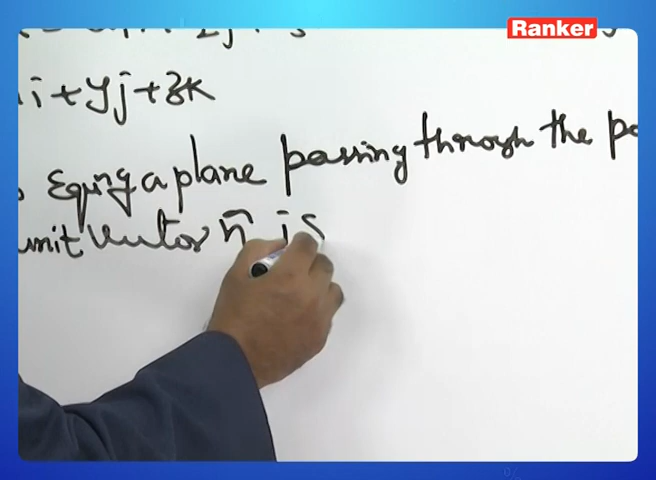 Ranker
i + yj + zk
Eqn of a plane passing through the
unit vector n̄ is